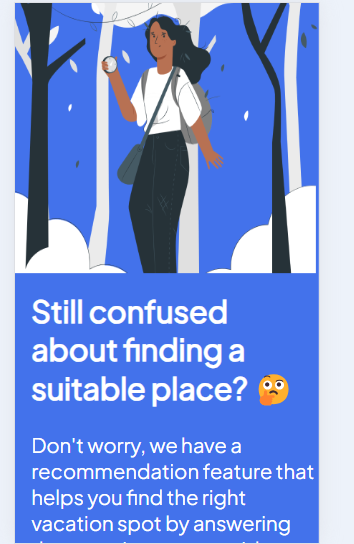 Still confused
about finding a
suitable place? 🤔
Don't worry, we have a
recommendation feature that
helps you find the right
vacation spot by answering